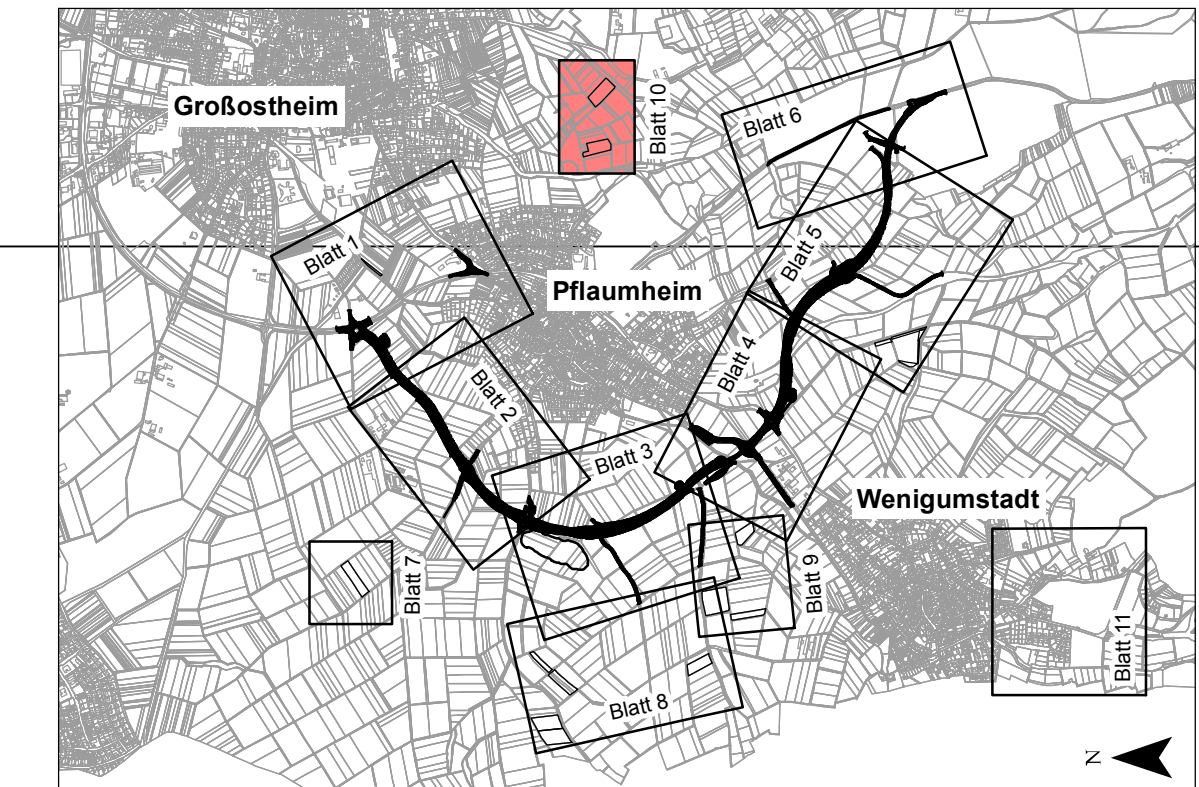 Großostheim
Blatt 10
Blatt 6
Blatt 1
Blatt 5
Pflaumheim
Blatt 4
Blatt 2
Blatt 3
Wenigumstadt
Blatt 7
Blatt 9
Blatt 11
Blatt 8
N